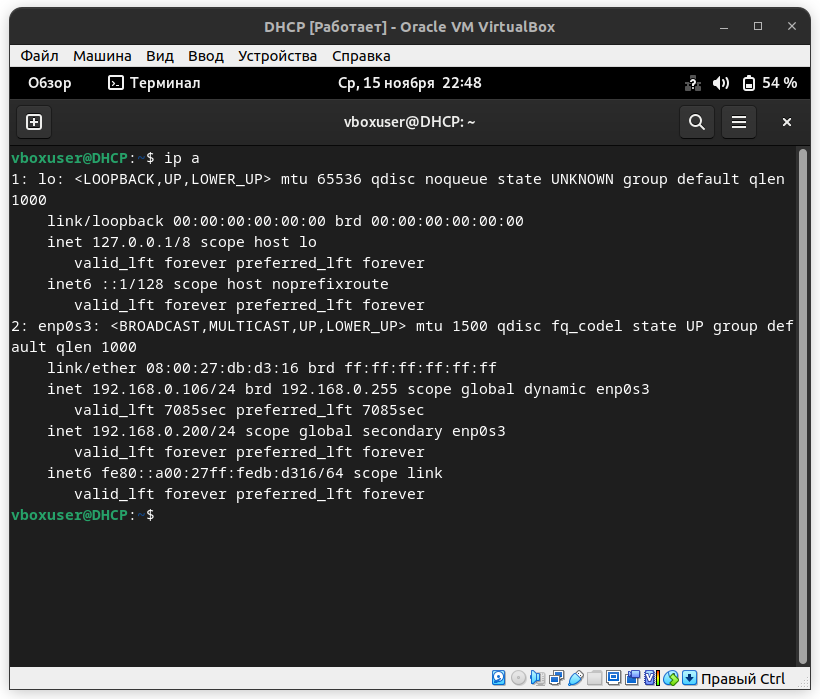 DHCP [Работает] - Oracle VM VirtualBox
Файл Машина Вид Ввод Устройства Справка
Обзор Терминал Ср, 15 ноября 22:48 54 %
vboxuser@DHCP: ~
vboxuser@DHCP:~$ ip a
1: lo: <LOOPBACK,UP,LOWER_UP> mtu 65536 qdisc noqueue state UNKNOWN group default qlen
1000
    link/loopback 00:00:00:00:00:00 brd 00:00:00:00:00:00
    inet 127.0.0.1/8 scope host lo
       valid_lft forever preferred_lft forever
    inet6 ::1/128 scope host noprefixroute
       valid_lft forever preferred_lft forever
2: enp0s3: <BROADCAST,MULTICAST,UP,LOWER_UP> mtu 1500 qdisc fq_codel state UP group def
ault qlen 1000
    link/ether 08:00:27:db:d3:16 brd ff:ff:ff:ff:ff:ff
    inet 192.168.0.106/24 brd 192.168.0.255 scope global dynamic enp0s3
       valid_lft 7085sec preferred_lft 7085sec
    inet 192.168.0.200/24 scope global secondary enp0s3
       valid_lft forever preferred_lft forever
    inet6 fe80::a00:27ff:fedb:d316/64 scope link
       valid_lft forever preferred_lft forever
vboxuser@DHCP:~$
Правый Ctrl